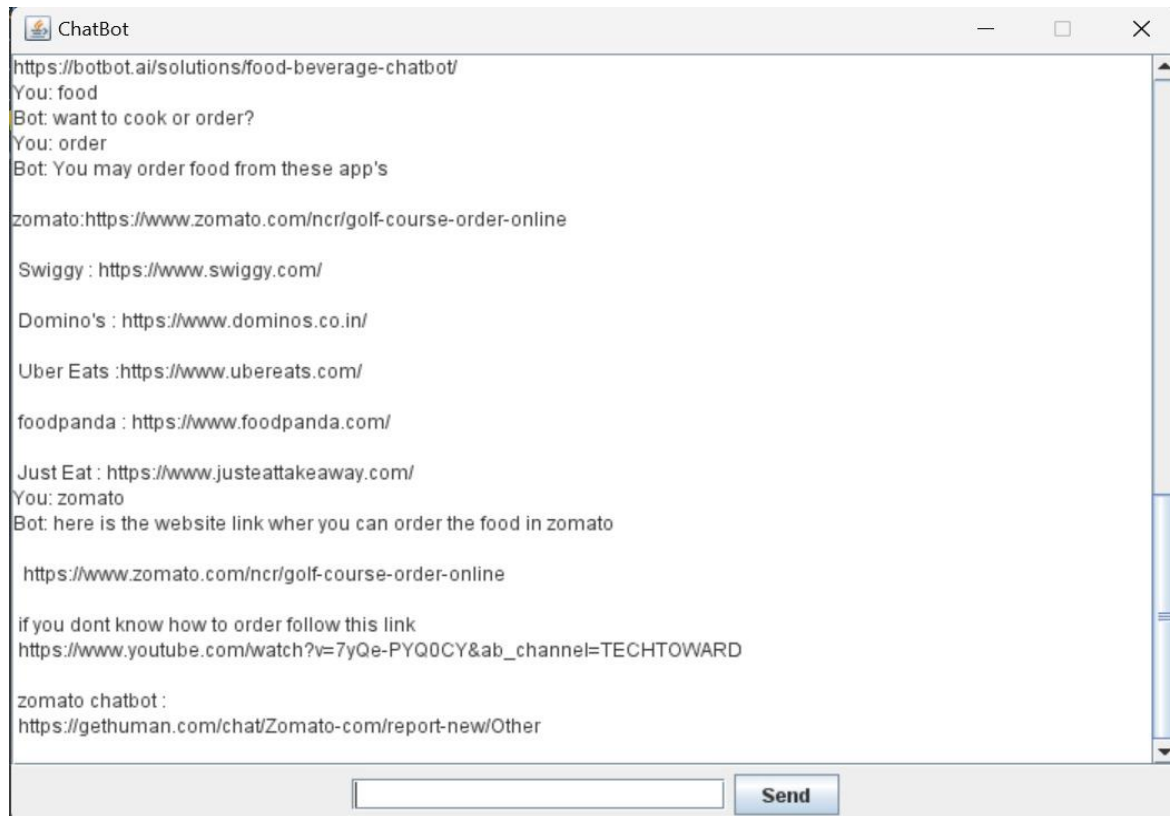 ChatBot
https://botbot.ai/solutions/food-beverage-chatbot/
You: food
Bot: want to cook or order?
You: order
Bot: You may order food from these app's
zomato:https://www.zomato.com/ncr/golf-course-order-online
Swiggy : https://www.swiggy.com/
Domino's : https://www.dominos.co.in/
Uber Eats :https://www.ubereats.com/
foodpanda : https://www.foodpanda.com/
Just Eat : https://www.justeattakeaway.com/
You: zomato
Bot: here is the website link wher you can order the food in zomato
https://www.zomato.com/ncr/golf-course-order-online
if you dont know how to order follow this link
https://www.youtube.com/watch?v=7yQe-PYQ0CY&ab_channel=TECHTOWARD
zomato chatbot :
https://gethuman.com/chat/Zomato-com/report-new/Other
Send